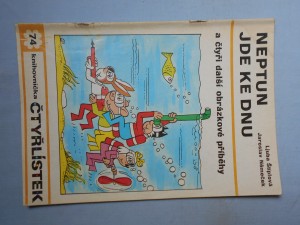 NEPTUN
JDE KE DNU
Ljuba Štíplová
Jaroslav Němeček
a čtyři další obrázkové příběhy
74
knihovnička
ČTYŘLÍSTEK